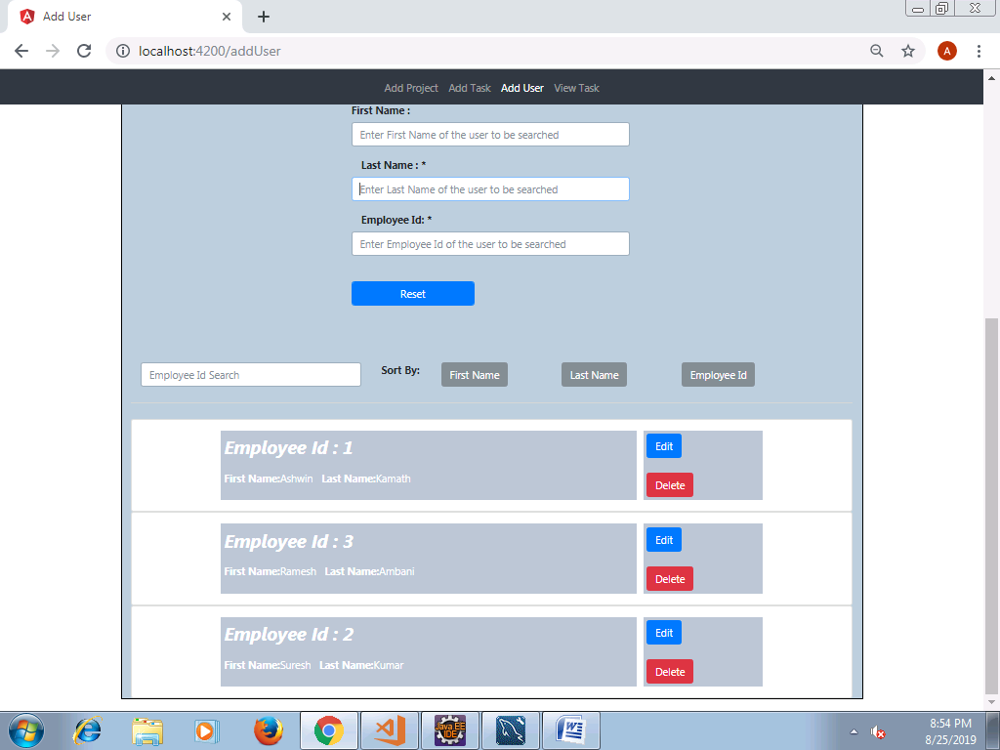 Add User
localhost:4200/addUser
A
Add Project Add Task Add User View Task
First Name :
Enter First Name of the user to be searched
Last Name : *
Enter Last Name of the user to be searched
Employee Id: *
Enter Employee Id of the user to be searched
Reset
Employee Id Search Sort By: First Name Last Name Employee Id
Employee Id : 1
Edit
First Name:Ashwin Last Name:Kamath
Delete
Employee Id : 3
Edit
First Name:Ramesh Last Name:Ambani
Delete
Employee Id : 2
Edit
First Name:Suresh Last Name:Kumar
Delete
Java EE
IDE
8:54 PM
8/25/2019